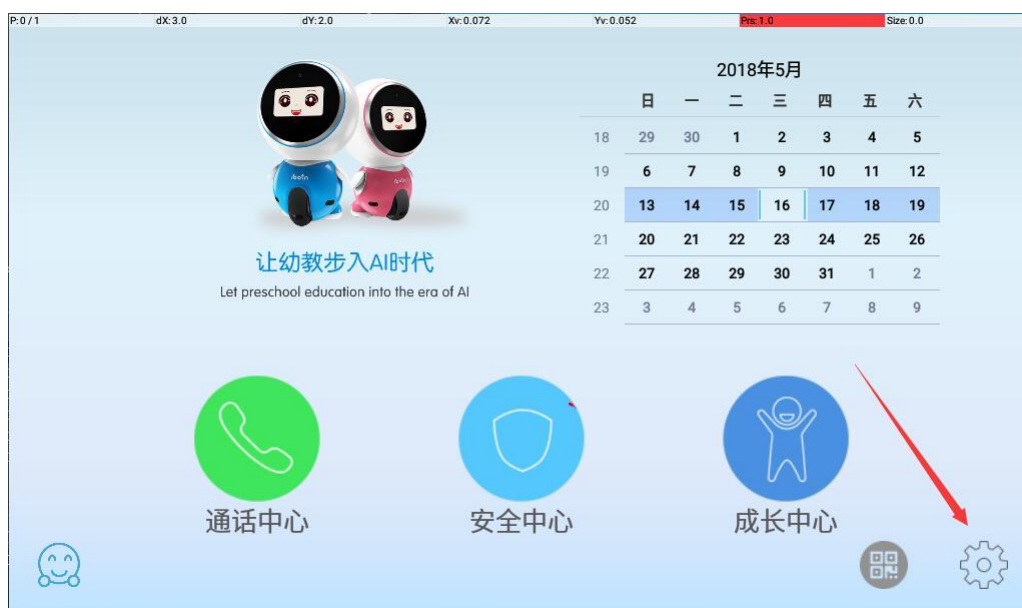 P: 0 / 1 dX: 3.0 dY: 2.0 Xv: 0.072 Yv: 0.052 Prs: 1.0 Size: 0.0
2018年5月
日 一 二 三 四 五 六
18 29 30 1 2 3 4 5
19 6 7 8 9 10 11 12
20 13 14 15 16 17 18 19
21 20 21 22 23 24 25 26
22 27 28 29 30 31 1 2
23 3 4 5 6 7 8 9
ibotn
让幼教步入AI时代
Let preschool education into the era of AI
通话中心 安全中心 成长中心